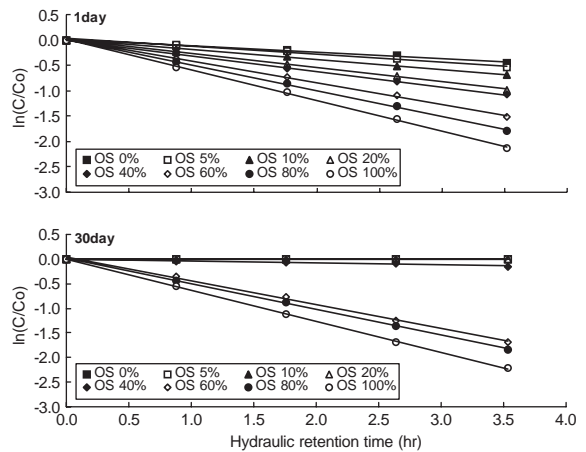 0.5
1day
0.0
-0.5
-1.0
-1.5
-2.0
-2.5
-3.0
ln(C/Co)
OS 0% OS 5% OS 10% OS 20%
OS 40% OS 60% OS 80% OS 100%
0.5
30day
0.0
-0.5
-1.0
-1.5
-2.0
-2.5
-3.0
ln(C/Co)
OS 0% OS 5% OS 10% OS 20%
OS 40% OS 60% OS 80% OS 100%
0.0 0.5 1.0 1.5 2.0 2.5 3.0 3.5 4.0
Hydraulic retention time (hr)